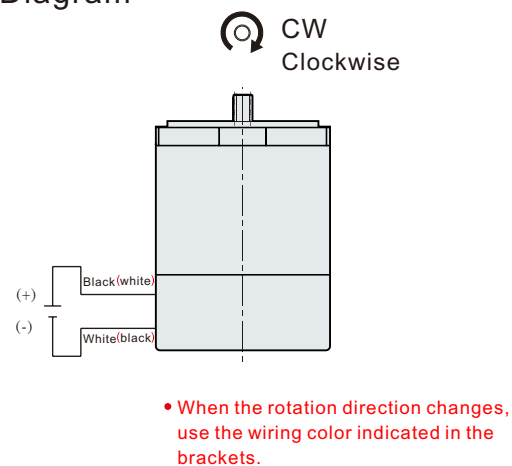 Diagram
CW
Clockwise
Black(white)
(+)
(-)
White(black)
• When the rotation direction changes,
use the wiring color indicated in the
brackets.